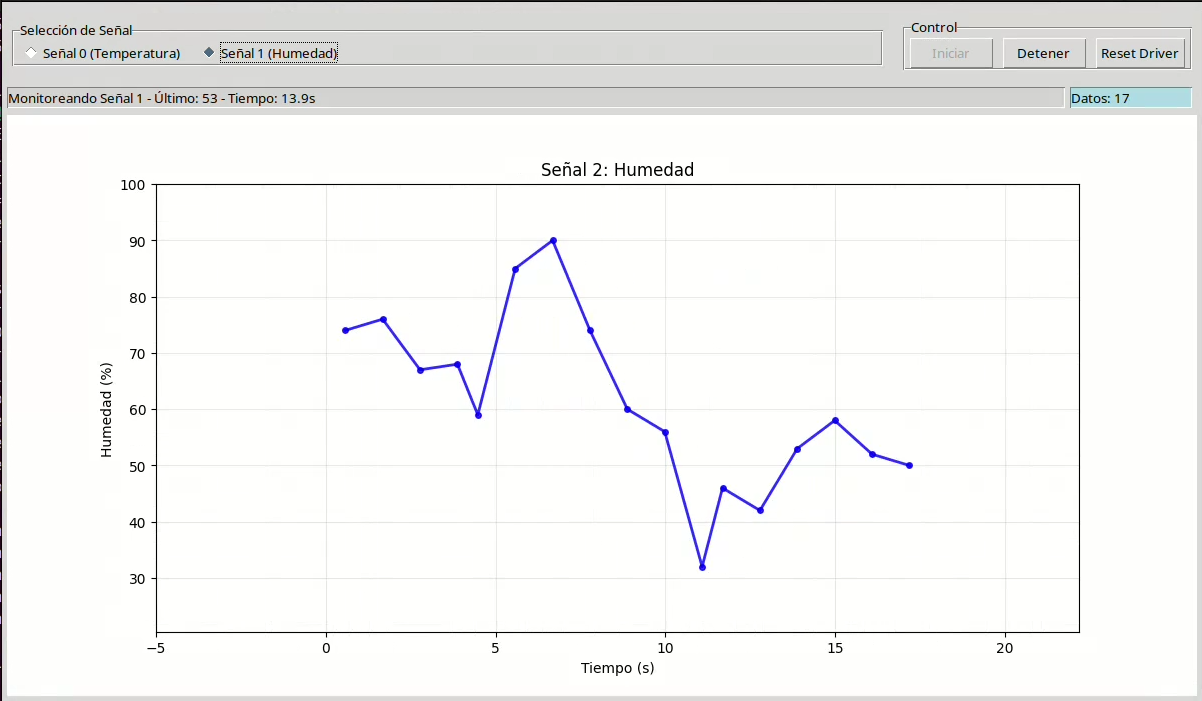 Selección de Señal
Control
Señal 0 (Temperatura) Señal 1 (Humedad)
Iniciar Detener Reset Driver
Monitoreando Señal 1 - Último: 53 - Tiempo: 13.9s
Datos: 17
Señal 2: Humedad
100
90
80
70
60
50
40
30
Humedad (%)
−5 0 5 10 15 20
Tiempo (s)